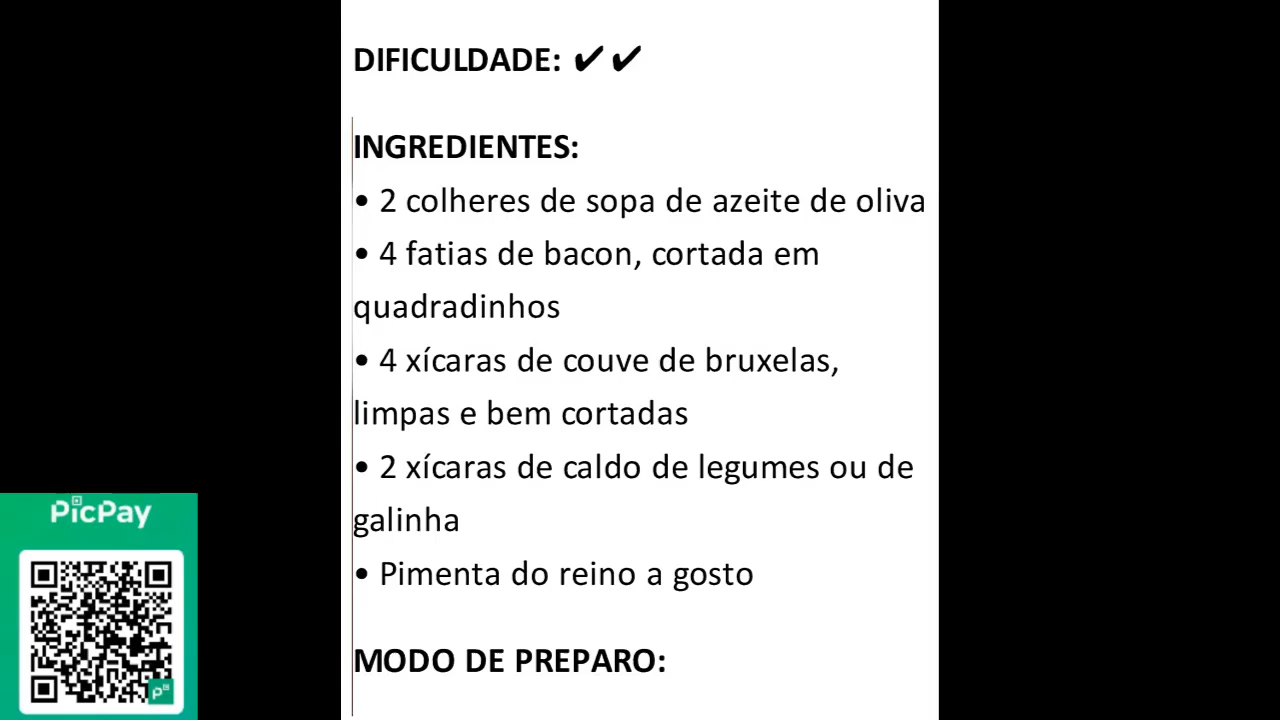 DIFICULDADE: ✔✔
INGREDIENTES:
• 2 colheres de sopa de azeite de oliva
• 4 fatias de bacon, cortada em
quadradinhos
• 4 xícaras de couve de bruxelas,
limpas e bem cortadas
• 2 xícaras de caldo de legumes ou de
galinha
• Pimenta do reino a gosto
MODO DE PREPARO:
PicPay